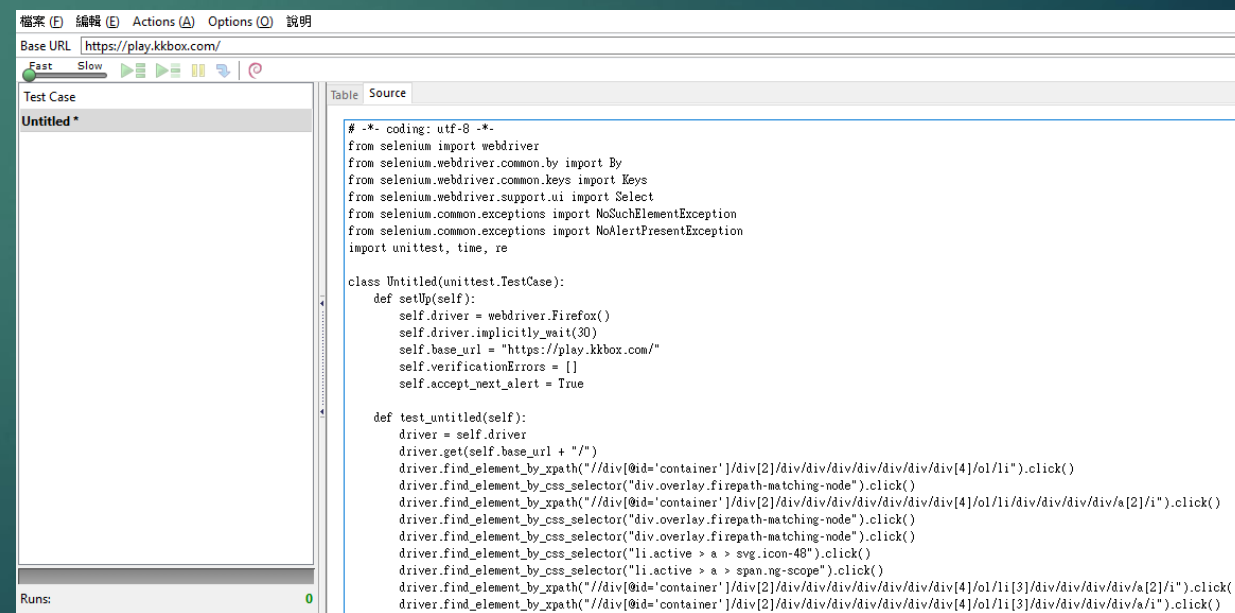 檔案 (F) 編輯 (E) Actions (A) Options (O) 說明
Base URL https://play.kkbox.com/
Fast Slow
Test Case
Table Source
Untitled *
# -*- coding: utf-8 -*-
from selenium import webdriver
from selenium.webdriver.common.by import By
from selenium.webdriver.common.keys import Keys
from selenium.webdriver.support.ui import Select
from selenium.common.exceptions import NoSuchElementException
from selenium.common.exceptions import NoAlertPresentException
import unittest, time, re
class Untitled(unittest.TestCase):
def setUp(self):
self.driver = webdriver.Firefox()
self.driver.implicitly_wait(30)
self.base_url = "https://play.kkbox.com/"
self.verificationErrors = []
self.accept_next_alert = True
def test_untitled(self):
driver = self.driver
driver.get(self.base_url + "/")
driver.find_element_by_xpath("//div[@id='container']/div[2]/div/div/div/div/div/div/div[4]/ol/li").click()
driver.find_element_by_css_selector("div.overlay.firepath-matching-node").click()
driver.find_element_by_xpath("//div[@id='container']/div[2]/div/div/div/div/div/div/div[4]/ol/li/div/div/div/div/a[2]/i").click()
driver.find_element_by_css_selector("div.overlay.firepath-matching-node").click()
driver.find_element_by_css_selector("div.overlay.firepath-matching-node").click()
driver.find_element_by_css_selector("li.active > a > svg.icon-48").click()
driver.find_element_by_css_selector("li.active > a > span.ng-scope").click()
driver.find_element_by_xpath("//div[@id='container']/div[2]/div/div/div/div/div/div/div[4]/ol/li[3]/div/div/div/div/a[2]/i").click(
driver.find_element_by_xpath("//div[@id='container']/div[2]/div/div/div/div/div/div/div[4]/ol/li[3]/div/div/div/div/a/i").click()
Runs: 0